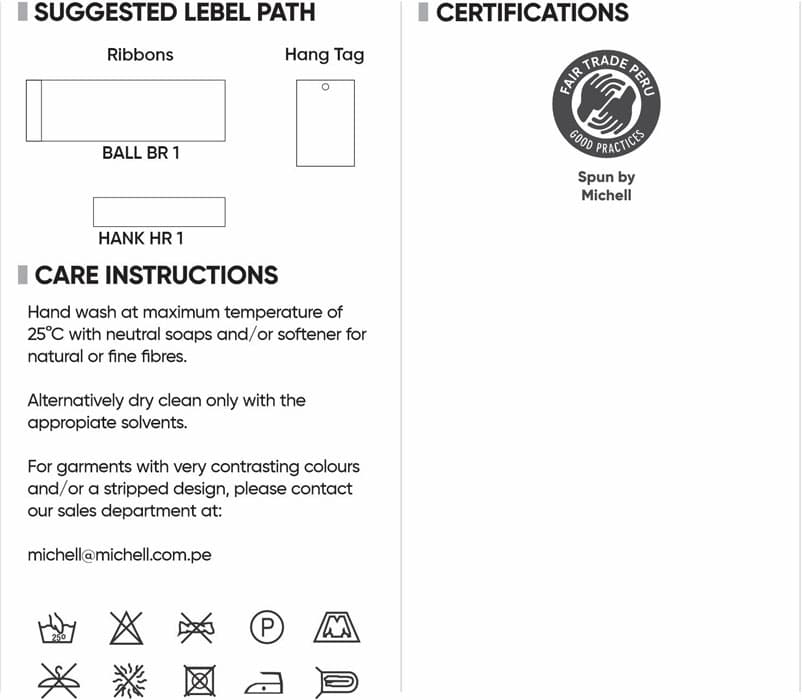 SUGGESTED LEBEL PATH
Ribbons
Hang Tag
BALL BR 1
HANK HR 1
CARE INSTRUCTIONS
Hand wash at maximum temperature of
25°C with neutral soaps and/or softener for
natural or fine fibres.
Alternatively dry clean only with the
appropiate solvents.
For garments with very contrasting colours
and/or a stripped design, please contact
our sales department at:
michell@michell.com.pe
25º
P
CERTIFICATIONS
FAIR TRADE PERU
GOOD PRACTICES
Spun by
Michell